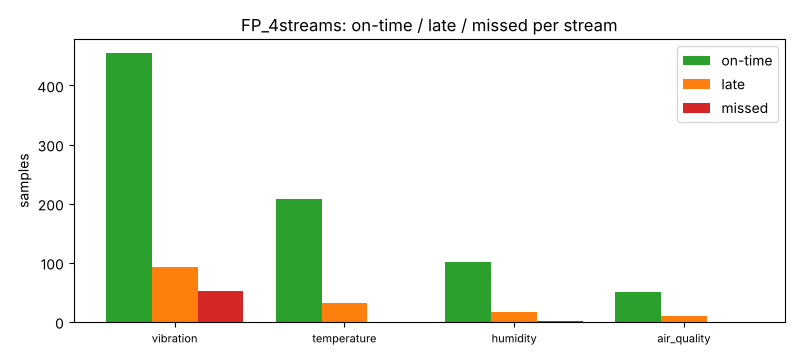 FP_4streams: on-time / late / missed per stream
on-time
late
missed
samples
400
300
200
100
0
vibration temperature humidity air_quality